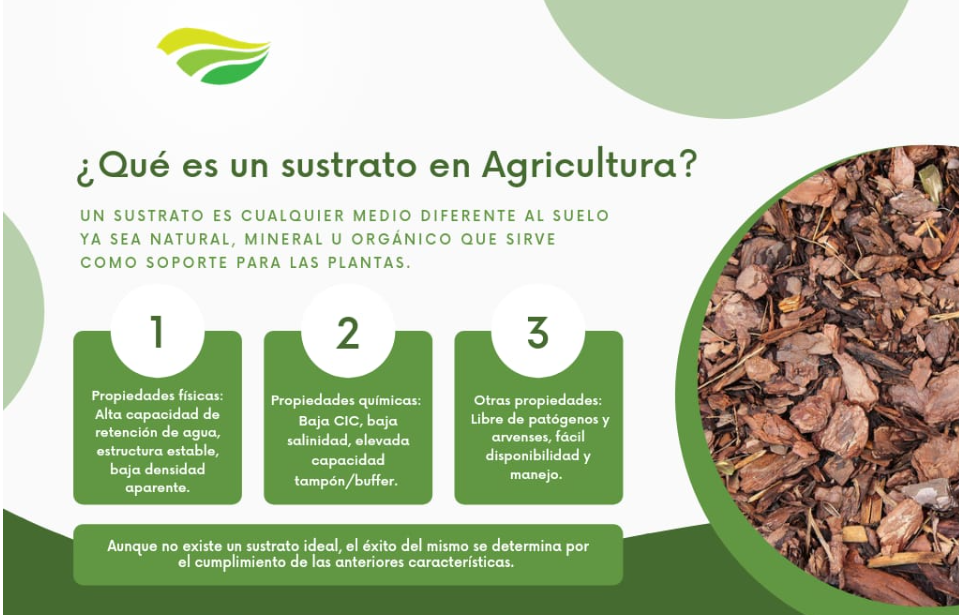 ¿Qué es un sustrato en Agricultura?
UN SUSTRATO ES CUALQUIER MEDIO DIFERENTE AL SUELO
YA SEA NATURAL, MINERAL U ORGÁNICO QUE SIRVE
COMO SOPORTE PARA LAS PLANTAS.
1
Propiedades físicas:
Alta capacidad de
retención de agua,
estructura estable,
baja densidad
aparente.
2
Propiedades químicas:
Baja CIC, baja
salinidad, elevada
capacidad
tampón/buffer.
3
Otras propiedades:
Libre de patógenos y
arvenses, fácil
disponibilidad y
manejo.
Aunque no existe un sustrato ideal, el éxito del mismo se determina por
el cumplimiento de las anteriores características.